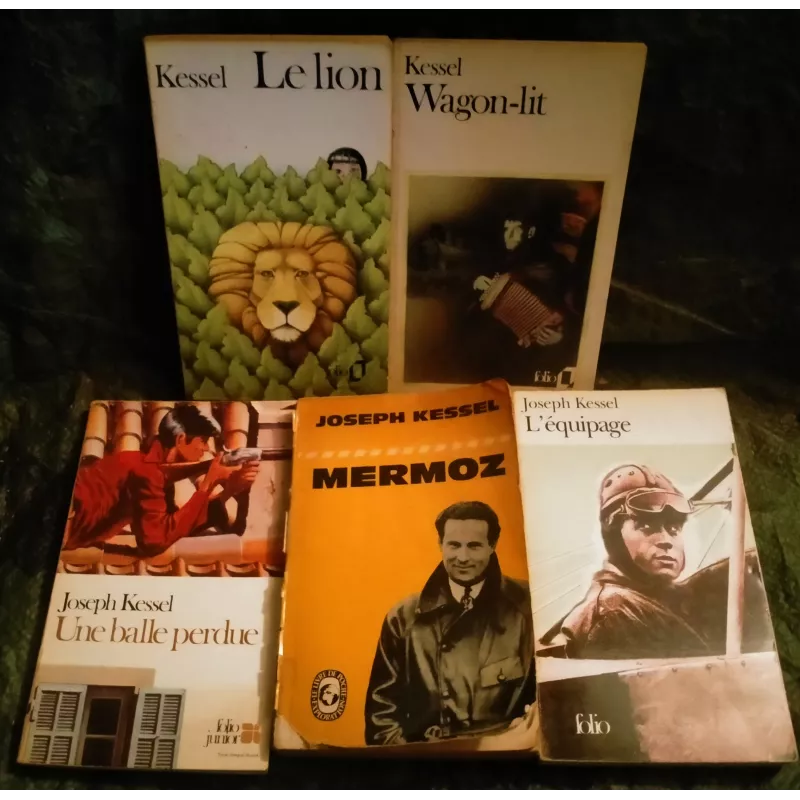 Kessel Le lion
folio
Kessel
Wagon-lit
folio
Joseph Kessel
Une balle perdue
folio
junior
JOSEPH KESSEL
MERMOZ
Joseph Kessel
L'équipage
folio